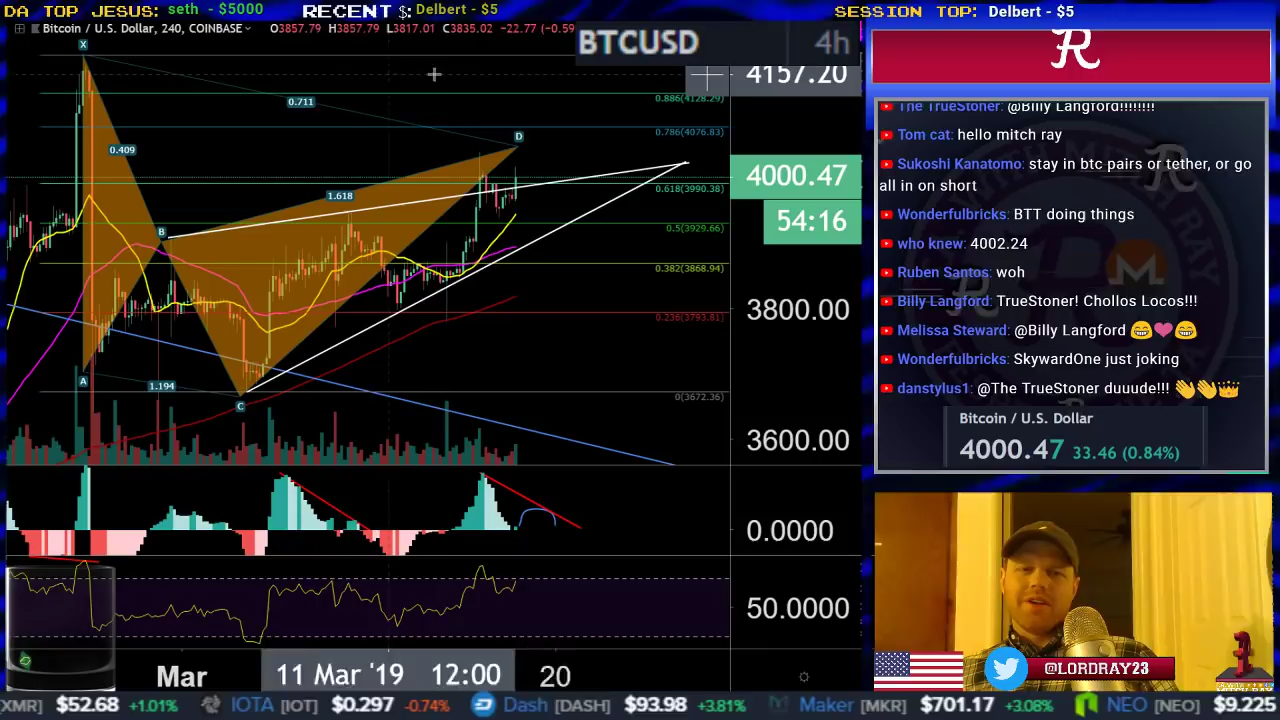 DA TOP JESUS: seth - $5000
RECENT $: Delbert - $5
SESSION TOP: Delbert - $5
Bitcoin / U.S. Dollar, 240, COINBASE
O3857.79 H3857.79 L3817.01 C3835.02 -22.77 (-0.59
BTCUSD 4h
4157.20
X
0.711
0.886(4128.29)
0.786(4076.83)
D
0.409
4000.47
0.618(3990.38)
1.618
54:16
B
0.5(3929.66)
0.382(3868.94)
3800.00
0.236(3793.81)
A
1.194
C
0(3672.36)
3600.00
0.0000
50.0000
Mar
11 Mar '19 12:00
20
R
The TrueStoner: @Billy Langford!!!!!!!!
Tom cat: hello mitch ray
Sukoshi Kanatomo: stay in btc pairs or tether, or go
all in on short
Wonderfulbricks: BTT doing things
who knew: 4002.24
Ruben Santos: woh
Billy Langford: TrueStoner! Chollos Locos!!!
Melissa Steward: @Billy Langford 😂❤️😂
Wonderfulbricks: SkywardOne just joking
danstylus1: @The TrueStoner duuude!!! 👋👋👑
Bitcoin / U.S. Dollar
4000.47 33.46 (0.84%)
@LORDRAY23
[XMR] $52.68 +1.01% IOTA [IOT] $0.297 -0.74% Dash [DASH] $93.98 +3.81% Maker [MKR] $701.17 +3.08% NEO [NEO] $9.225